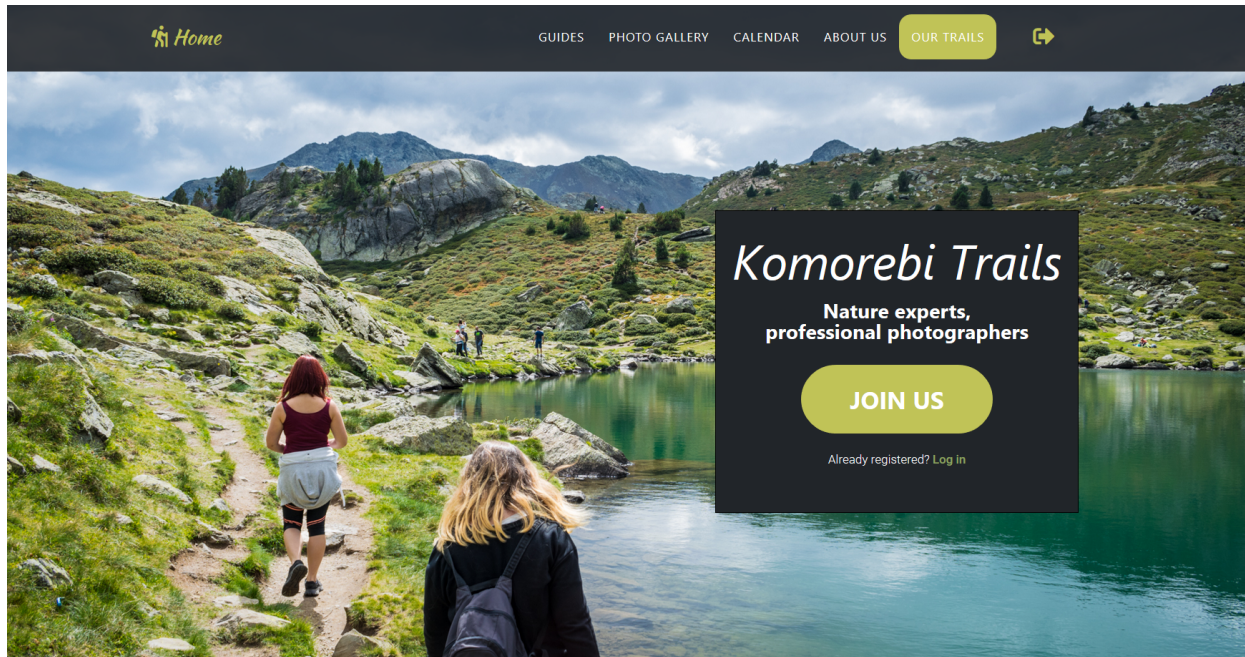 Home
GUIDES PHOTO GALLERY CALENDAR ABOUT US OUR TRAILS
Komorebi Trails
Nature experts,
professional photographers
JOIN US
Already registered? Log in